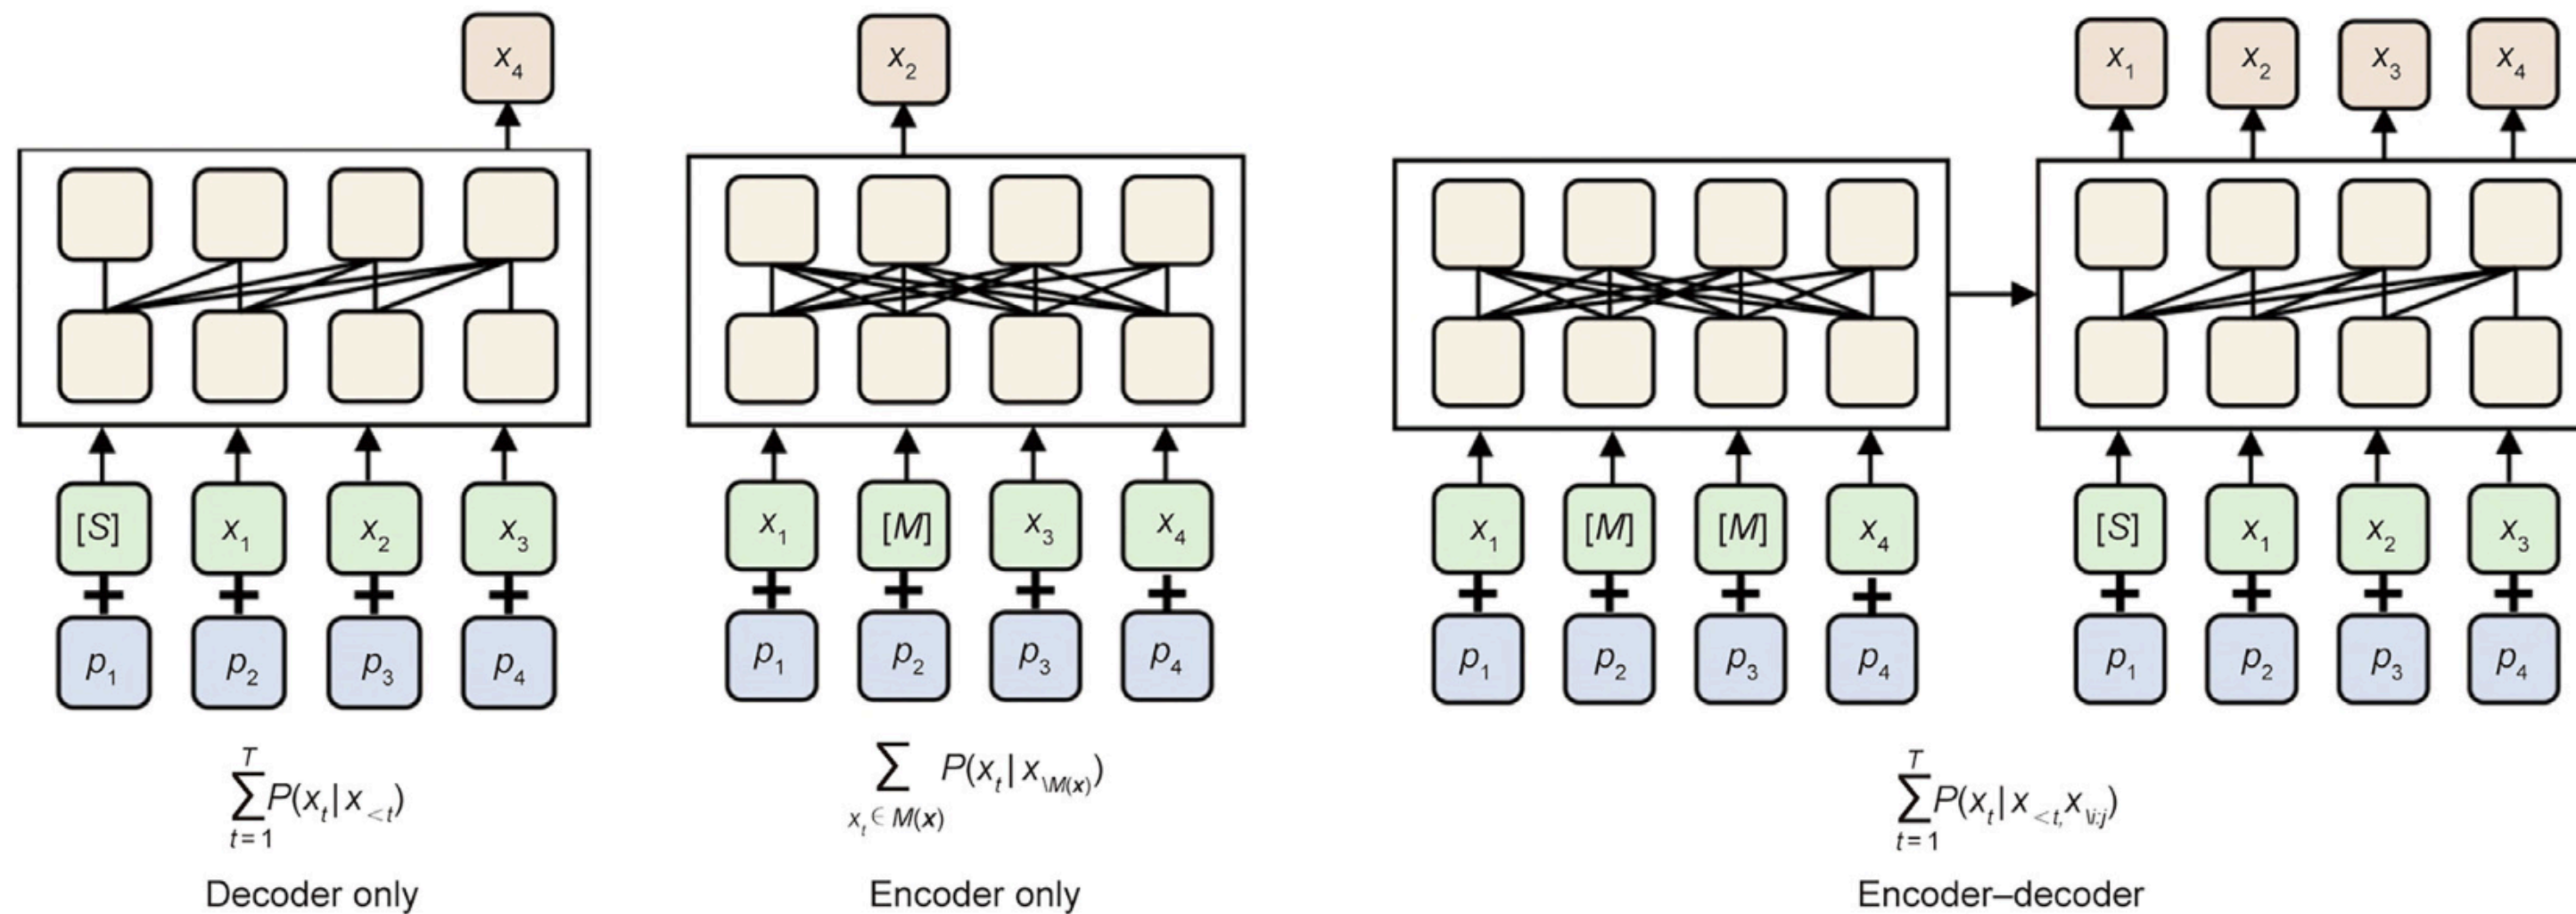 x₄
[S] x₁ x₂ x₃
+ + + +
p₁ p₂ p₃ p₄
T
∑ P(xₜ|x<ₜ)
t = 1
Decoder only
x₂
x₁ [M] x₃ x₄
+ + + +
p₁ p₂ p₃ p₄
∑ P(xₜ|x\M(x))
xₜ ∈ M(x)
Encoder only
x₁ x₂ x₃ x₄
x₁ [M] [M] x₄ [S] x₁ x₂ x₃
+ + + + + + + +
p₁ p₂ p₃ p₄ p₁ p₂ p₃ p₄
T
∑ P(xₜ|x<ₜ, x\i:j)
t = 1
Encoder–decoder